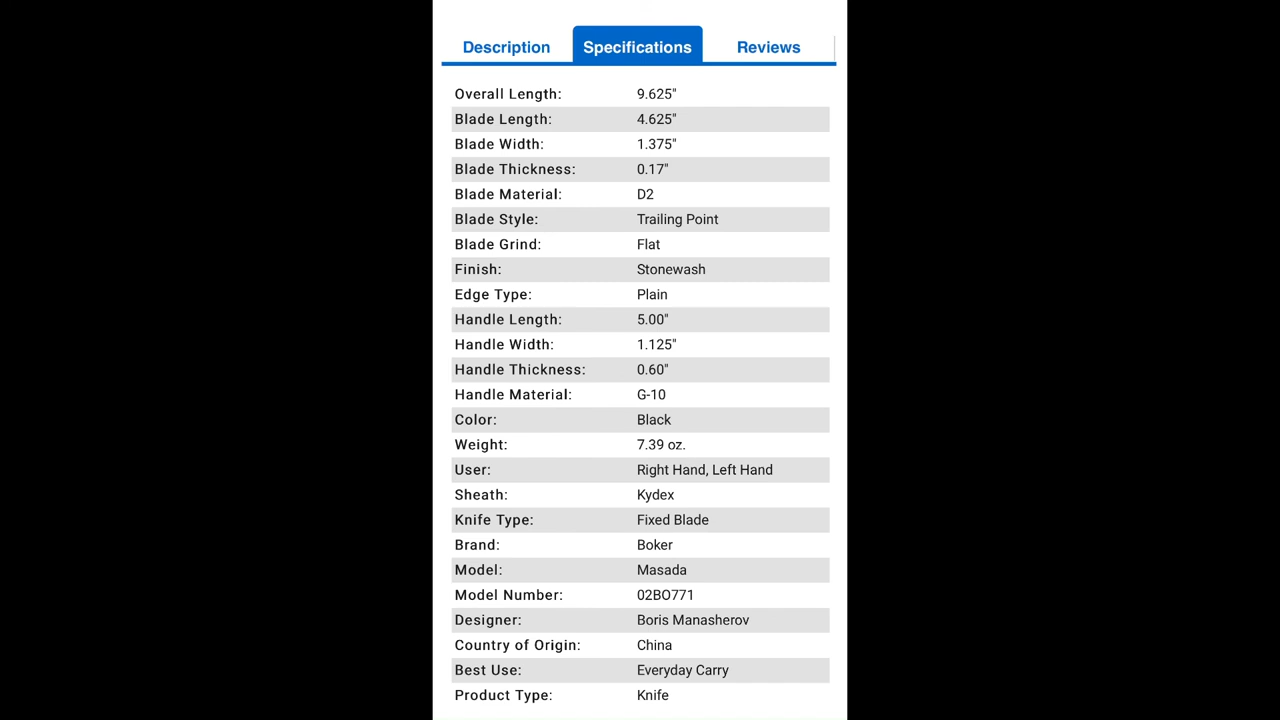 Description Specifications Reviews
Overall Length: 9.625"
Blade Length: 4.625"
Blade Width: 1.375"
Blade Thickness: 0.17"
Blade Material: D2
Blade Style: Trailing Point
Blade Grind: Flat
Finish: Stonewash
Edge Type: Plain
Handle Length: 5.00"
Handle Width: 1.125"
Handle Thickness: 0.60"
Handle Material: G-10
Color: Black
Weight: 7.39 oz.
User: Right Hand, Left Hand
Sheath: Kydex
Knife Type: Fixed Blade
Brand: Boker
Model: Masada
Model Number: 02BO771
Designer: Boris Manasherov
Country of Origin: China
Best Use: Everyday Carry
Product Type: Knife